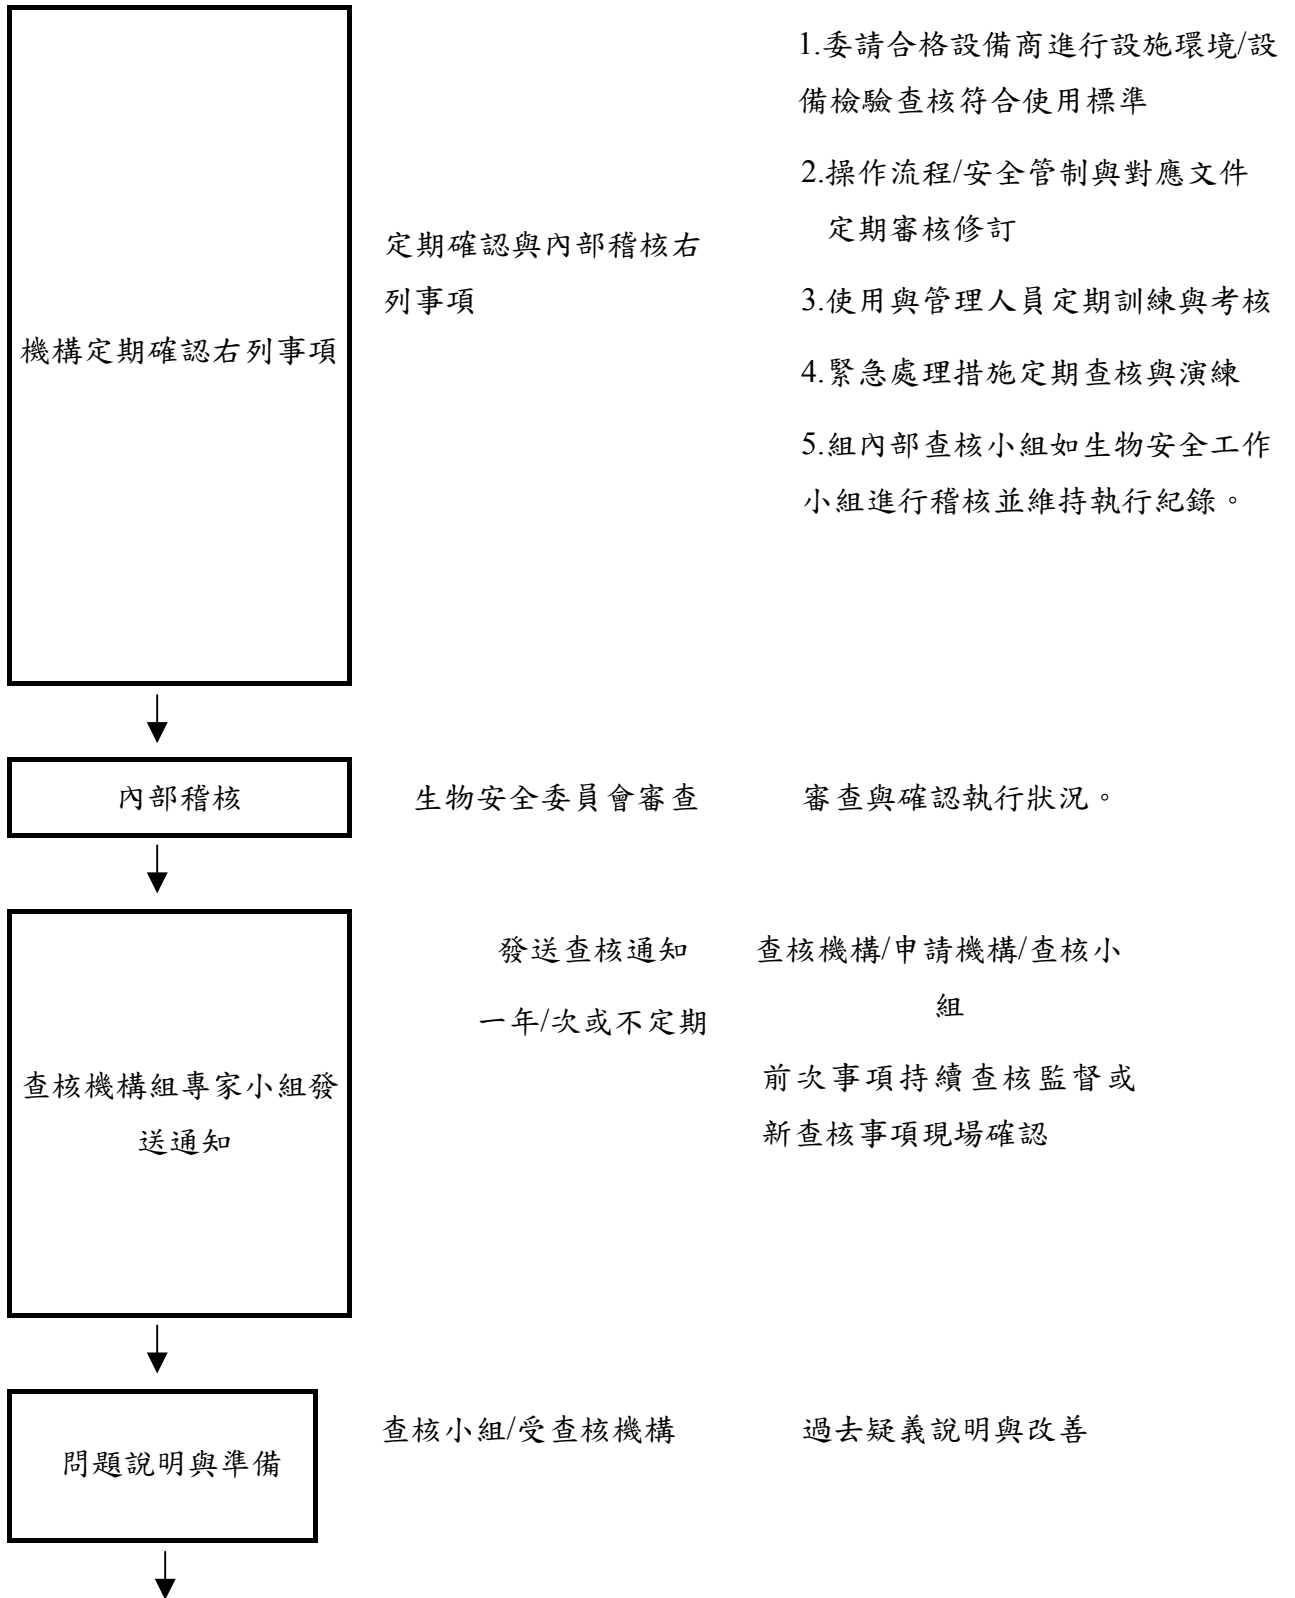 機構定期確認右列事項
定期確認與內部稽核右
列事項
1.委請合格設備商進行設施環境/設
備檢驗查核符合使用標準
2.操作流程/安全管制與對應文件
定期審核修訂
3.使用與管理人員定期訓練與考核
4.緊急處理措施定期查核與演練
5.組內部查核小組如生物安全工作
小組進行稽核並維持執行紀錄。
內部稽核
生物安全委員會審查
審查與確認執行狀況。
查核機構組專家小組發
送通知
發送查核通知
一年/次或不定期
查核機構/申請機構/查核小
組
前次事項持續查核監督或
新查核事項現場確認
問題說明與準備
查核小組/受查核機構
過去疑義說明與改善